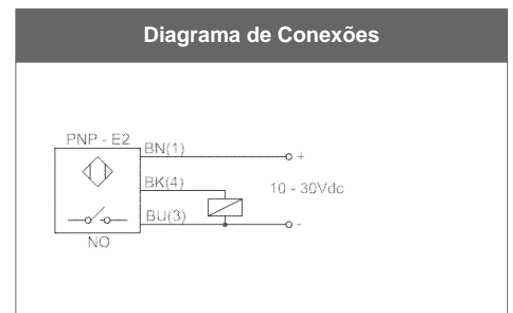 Diagrama de Conexões
PNP - E2
BN(1)
+
BK(4)
10 - 30Vdc
BU(3)
-
NO